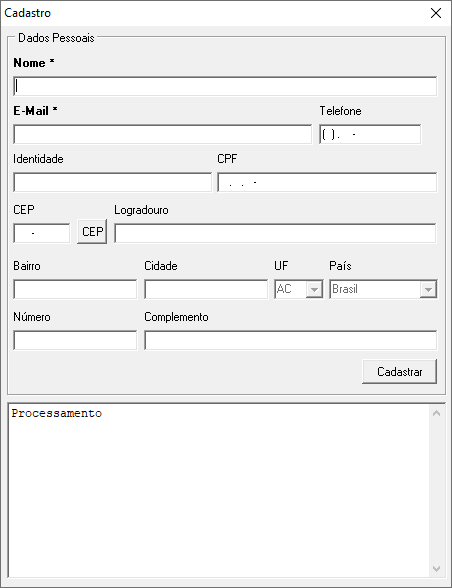 Cadastro
Dados Pessoais
Nome *
E-Mail * Telefone
( ) . -
Identidade CPF
. . -
CEP Logradouro
- CEP
Bairro Cidade UF País
AC Brasil
Número Complemento
Cadastrar
Processamento